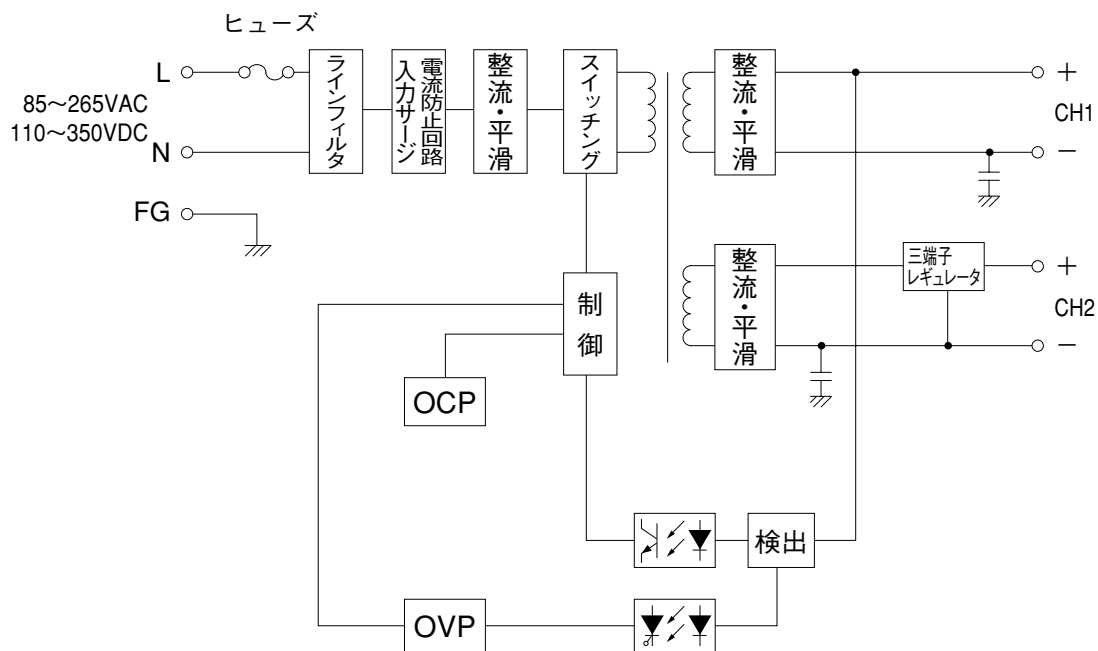 ヒューズ
L
85～265VAC
110～350VDC
N
FG
ラインフィルタ
入力サージ
電流防止回路
整流・平滑
スイッチング
整流・平滑
+
CH1
−
整流・平滑
三端子
レギュレータ
+
CH2
−
制御
OCP
検出
OVP